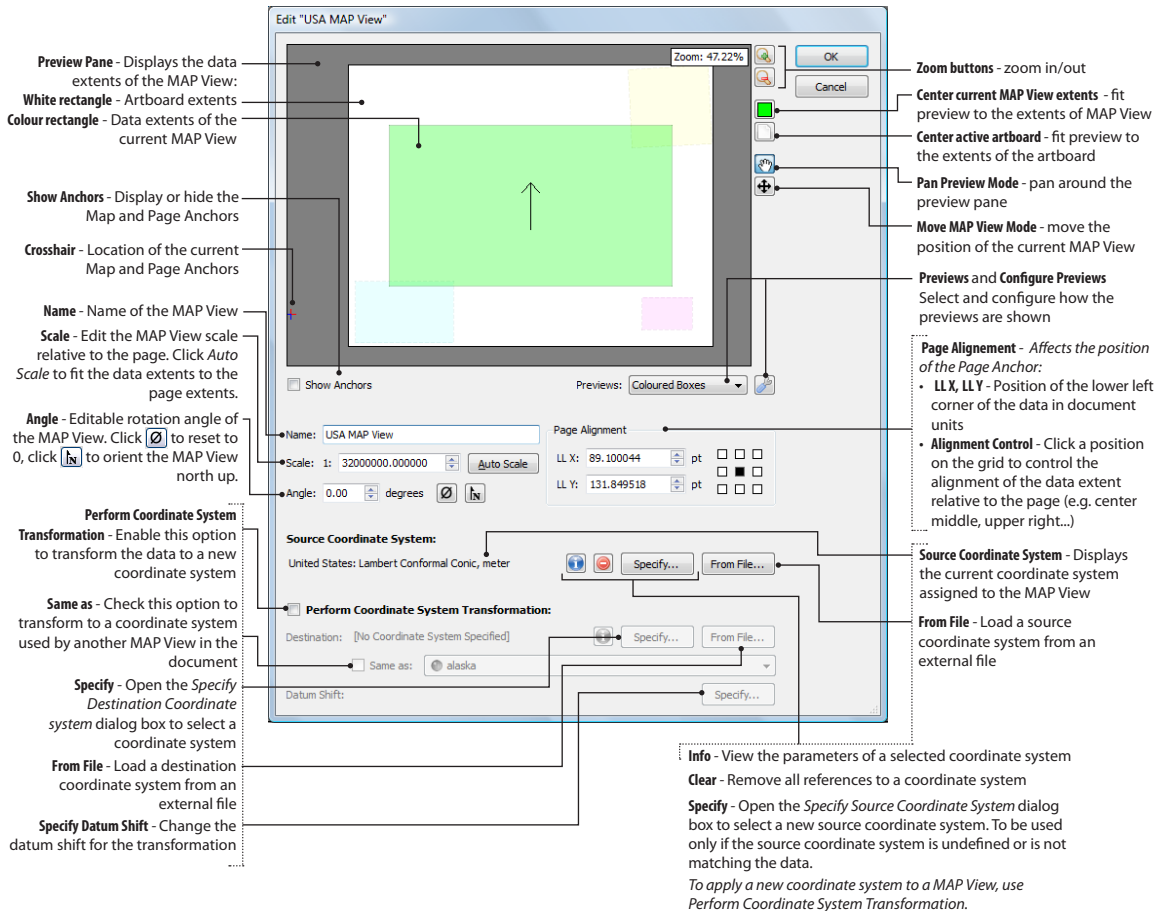 Edit "USA MAP View"
Preview Pane - Displays the data
extents of the MAP View:
White rectangle - Artboard extents
Colour rectangle - Data extents of the
current MAP View
Show Anchors - Display or hide the
Map and Page Anchors
Crosshair - Location of the current
Map and Page Anchors
Name - Name of the MAP View
Scale - Edit the MAP View scale
relative to the page. Click Auto
Scale to fit the data extents to the
page extents.
Angle - Editable rotation angle of
the MAP View. Click Ø to reset to
0, click N to orient the MAP View
north up.
Perform Coordinate System
Transformation - Enable this option
to transform the data to a new
coordinate system
Same as - Check this option to
transform to a coordinate system
used by another MAP View in the
document
Specify - Open the Specify
Destination Coordinate
system dialog box to select a
coordinate system
From File - Load a destination
coordinate system from an
external file
Specify Datum Shift - Change the
datum shift for the transformation
Zoom: 47.22%
OK
Cancel
Show Anchors
Previews: Coloured Boxes
Name: USA MAP View
Scale: 1: 32000000.000000 Auto Scale
Angle: 0.00 degrees Ø N
Page Alignment
LL X: 89.100044 pt
LL Y: 131.849518 pt
Source Coordinate System:
United States: Lambert Conformal Conic, meter
Specify... From File...
Perform Coordinate System Transformation:
Destination: [No Coordinate System Specified] Specify... From File...
Same as: alaska
Datum Shift: Specify...
Zoom buttons - zoom in/out
Center current MAP View extents - fit
preview to the extents of MAP View
Center active artboard - fit preview to
the extents of the artboard
Pan Preview Mode - pan around the
preview pane
Move MAP View Mode - move the
position of the current MAP View
Previews and Configure Previews
Select and configure how the
previews are shown
Page Alignement - Affects the position
of the Page Anchor:
• LL X, LL Y - Position of the lower left
corner of the data in document
units
• Alignment Control - Click a position
on the grid to control the
alignment of the data extent
relative to the page (e.g. center
middle, upper right...)
Source Coordinate System - Displays
the current coordinate system
assigned to the MAP View
From File - Load a source
coordinate system from an
external file
Info - View the parameters of a selected coordinate system
Clear - Remove all references to a coordinate system
Specify - Open the Specify Source Coordinate System dialog
box to select a new source coordinate system. To be used
only if the source coordinate system is undefined or is not
matching the data.
To apply a new coordinate system to a MAP View, use
Perform Coordinate System Transformation.